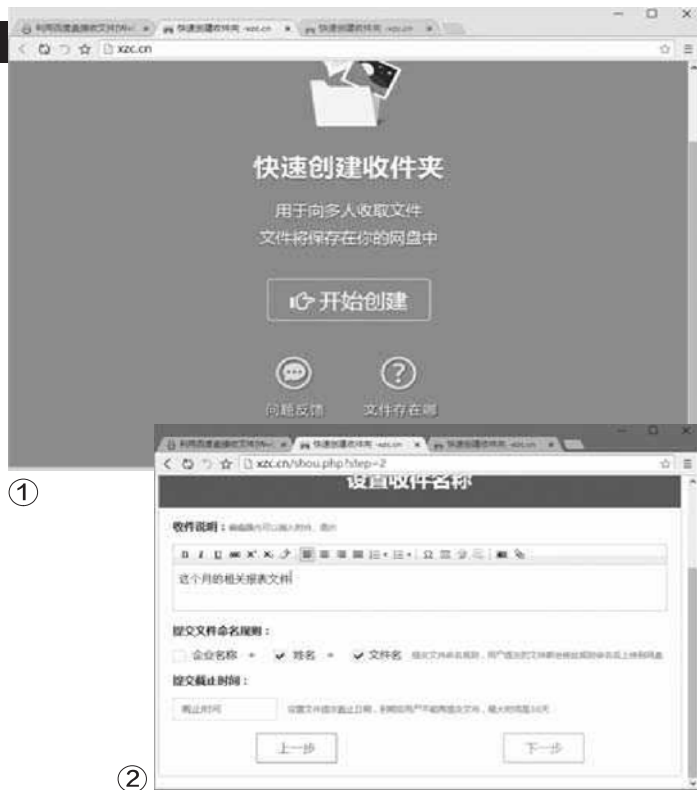 xzc.cn
快速创建收件夹
用于向多人收取文件
文件将保存在你的网盘中
开始创建
问题反馈 文件存在哪
①
xzc.cn/shou.php?step=2
设置收件名称
收件说明：
B I U
这个月的相关报表文件
提交文件命名规则：
企业名称 + 姓名 + 文件名
提交截止时间：
截止时间
上一步 下一步
②